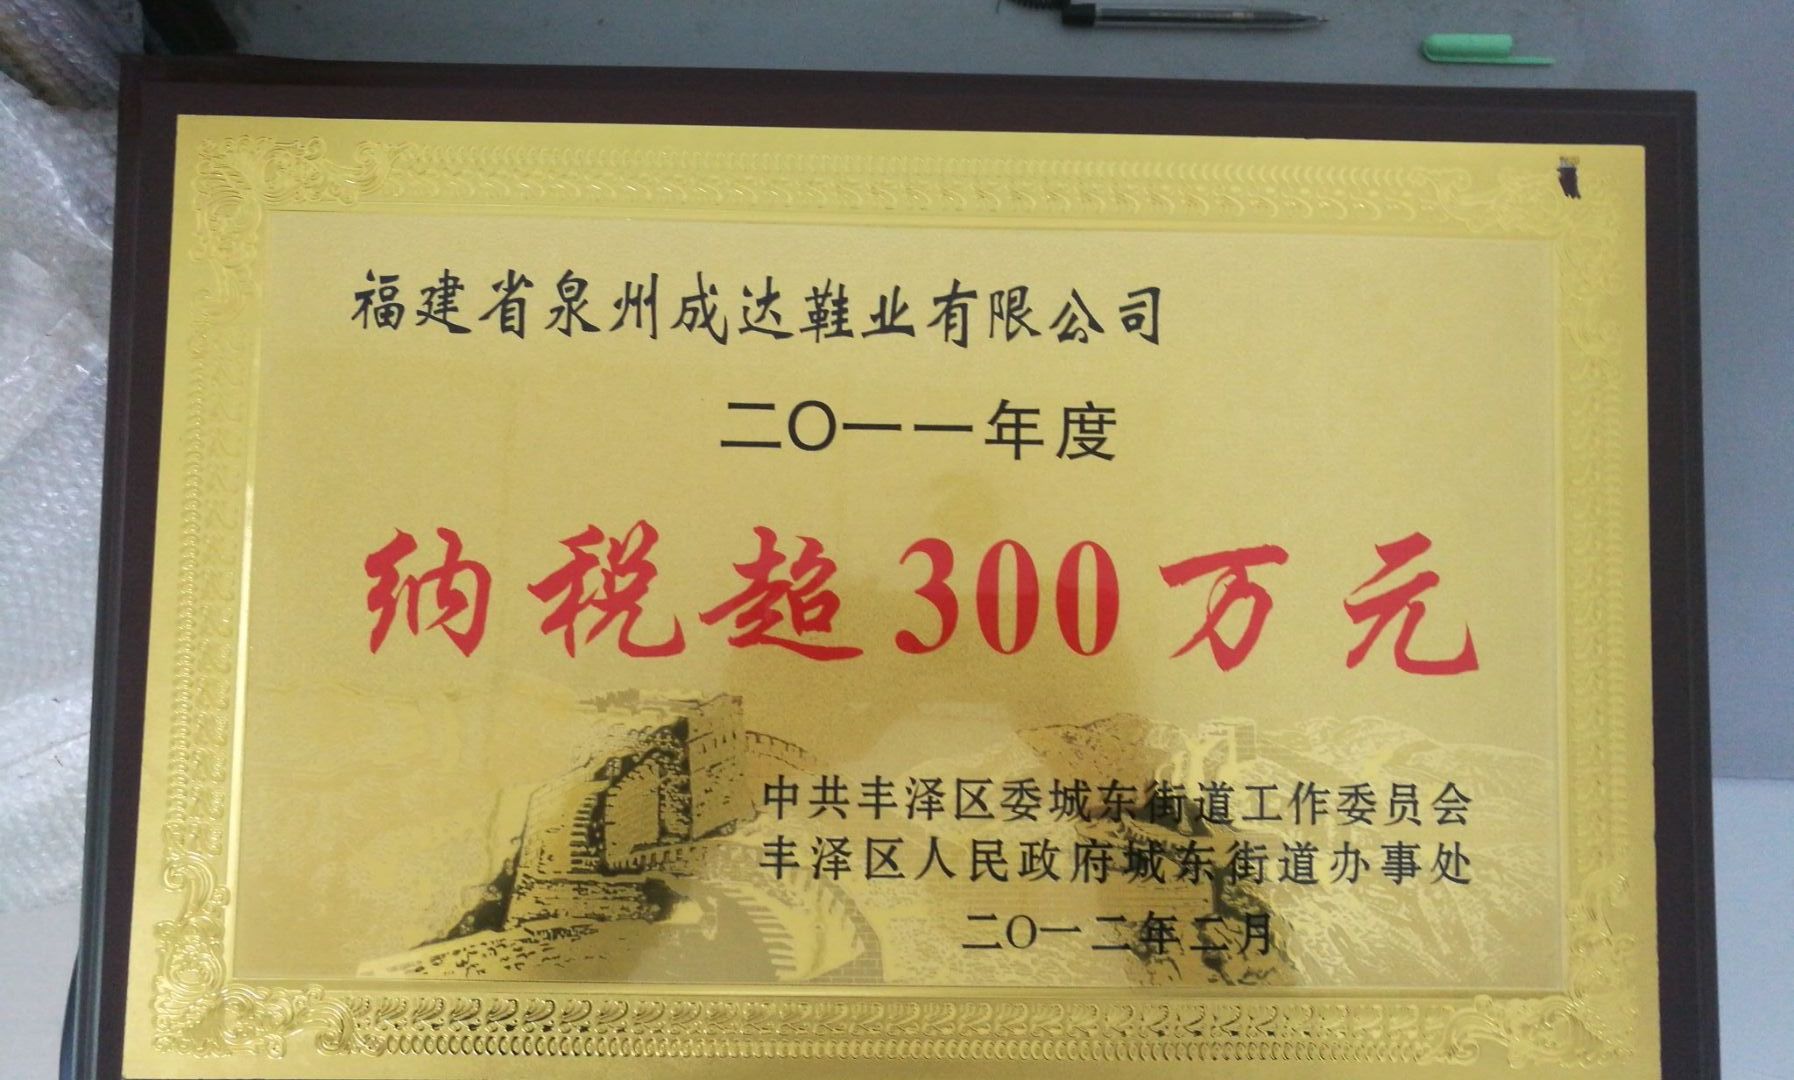 福建省泉州成达鞋业有限公司
二〇一一年度
纳税超300万元
中共丰泽区委城东街道工作委员会
丰泽区人民政府城东街道办事处
二〇一二年二月